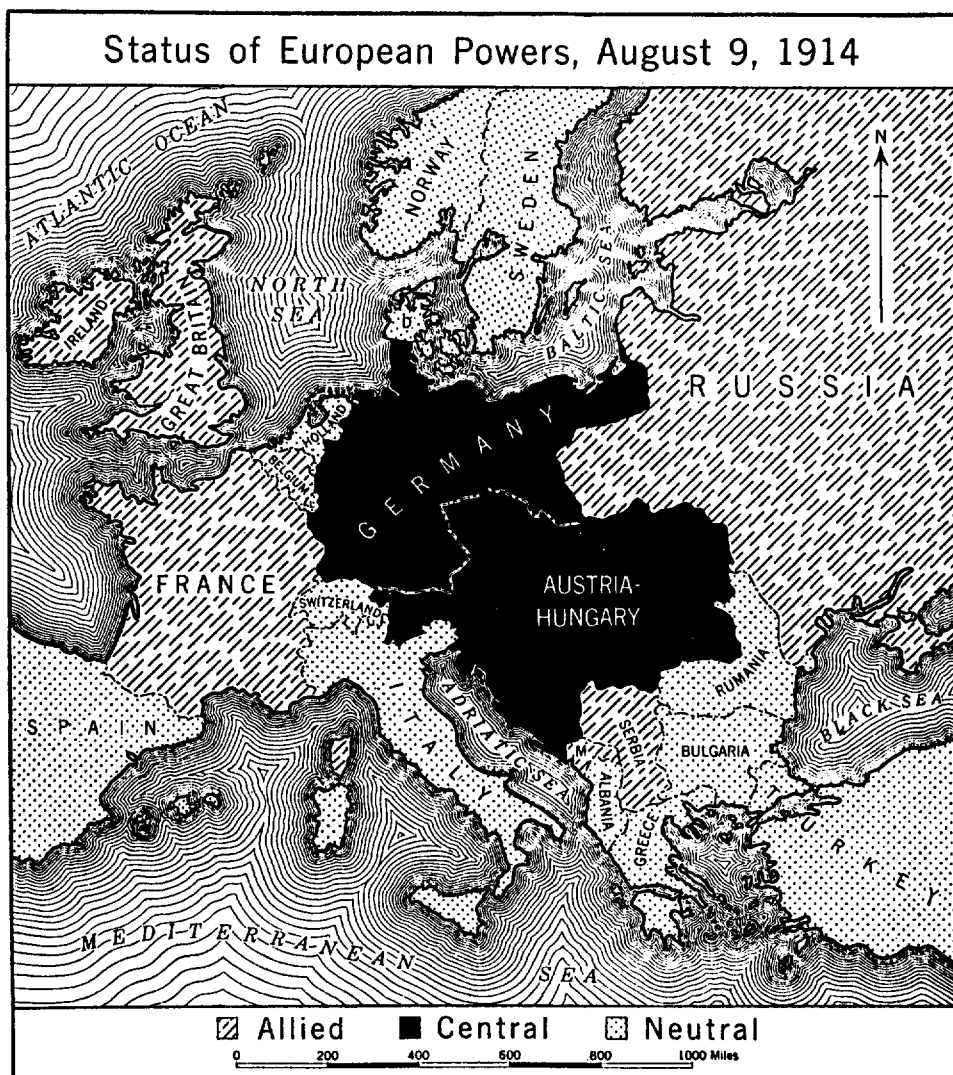 Status of European Powers, August 9, 1914
ATLANTIC OCEAN
N
NORWAY
SWEDEN
NORTH
SEA
BALTIC SEA
IRELAND
GREAT BRITAIN
D
RUSSIA
HOLLAND
BELGIUM
GERMANY
FRANCE
SWITZERLAND
AUSTRIA-
HUNGARY
RUMANIA
SPAIN
ITALY
ADRIATIC SEA
SERBIA
BULGARIA
BLACK SEA
M
ALBANIA
GREECE
TURKEY
MEDITERRANEAN
SEA
Allied Central Neutral
0 200 400 600 800 1000 Miles